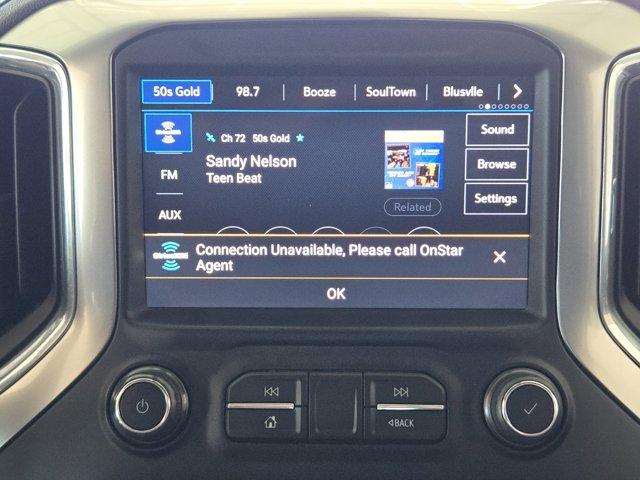 50s Gold 98.7 Booze SoulTown Blusvlle
Ch 72 50s Gold
Sound
Sandy Nelson
Teen Beat
Browse
FM
Settings
Related
AUX
Connection Unavailable, Please call OnStar
Agent
OK
BACK